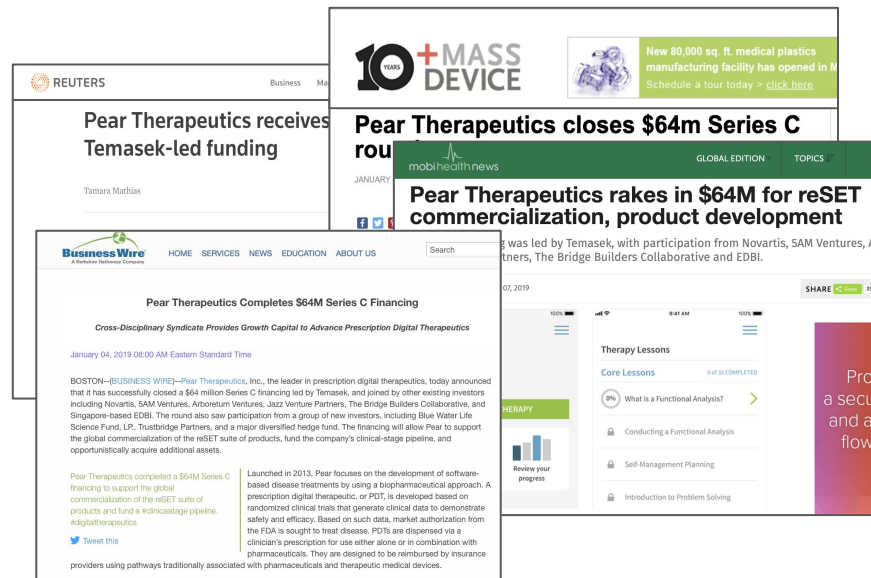 REUTERS
Business
Pear Therapeutics receives
Temasek-led funding
Tamara Mathias
10 YEARS + MASS DEVICE
New 80,000 sq. ft. medical plastics
manufacturing facility has opened in
Schedule a tour today > click here
Pear Therapeutics closes $64m Series C
JANUARY
mobihealthnews
GLOBAL EDITION
TOPICS
Pear Therapeutics rakes in $64M for reSET
commercialization, product development
was led by Temasek, with participation from Novartis, 5AM Ventures,
The Bridge Builders Collaborative and EDBI.
07, 2019
SHARE
Share
100%
HERAPY
Review your
progress
9:41 AM
100%
Therapy Lessons
Core Lessons
6 of 31 COMPLETED
0%
What is a Functional Analysis?
Conducting a Functional Analysis
Self-Management Planning
Introduction to Problem Solving
and a
flow
BusinessWire
A Berkshire Hathaway Company
HOME SERVICES NEWS EDUCATION ABOUT US
Search
Pear Therapeutics Completes $64M Series C Financing
Cross-Disciplinary Syndicate Provides Growth Capital to Advance Prescription Digital Therapeutics
January 04, 2019 08:00 AM Eastern Standard Time
BOSTON--(BUSINESS WIRE)--Pear Therapeutics, Inc., the leader in prescription digital therapeutics, today announced
that it has successfully closed a $64 million Series C financing led by Temasek, and joined by other existing investors
including Novartis, 5AM Ventures, Arboretum Ventures, Jazz Venture Partners, The Bridge Builders Collaborative, and
Singapore-based EDBI. The round also saw participation from a group of new investors, including Blue Water Life
Science Fund, LP., Trustbridge Partners, and a major diversified hedge fund. The financing will allow Pear to support
the global commercialization of the reSET suite of products, fund the company's clinical-stage pipeline, and
opportunistically acquire additional assets.
Pear Therapeutics completed a $64M Series C
financing to support the global
commercialization of the reSET suite of
products and fund a #clinicalstage pipeline.
#digitaltherapeutics
Tweet this
Launched in 2013, Pear focuses on the development of software-
based disease treatments by using a biopharmaceutical approach. A
prescription digital therapeutic, or PDT, is developed based on
randomized clinical trials that generate clinical data to demonstrate
safety and efficacy. Based on such data, market authorization from
the FDA is sought to treat disease. PDTs are dispensed via a
clinician's prescription for use either alone or in combination with
pharmaceuticals. They are designed to be reimbursed by insurance
providers using pathways traditionally associated with pharmaceuticals and therapeutic medical devices.